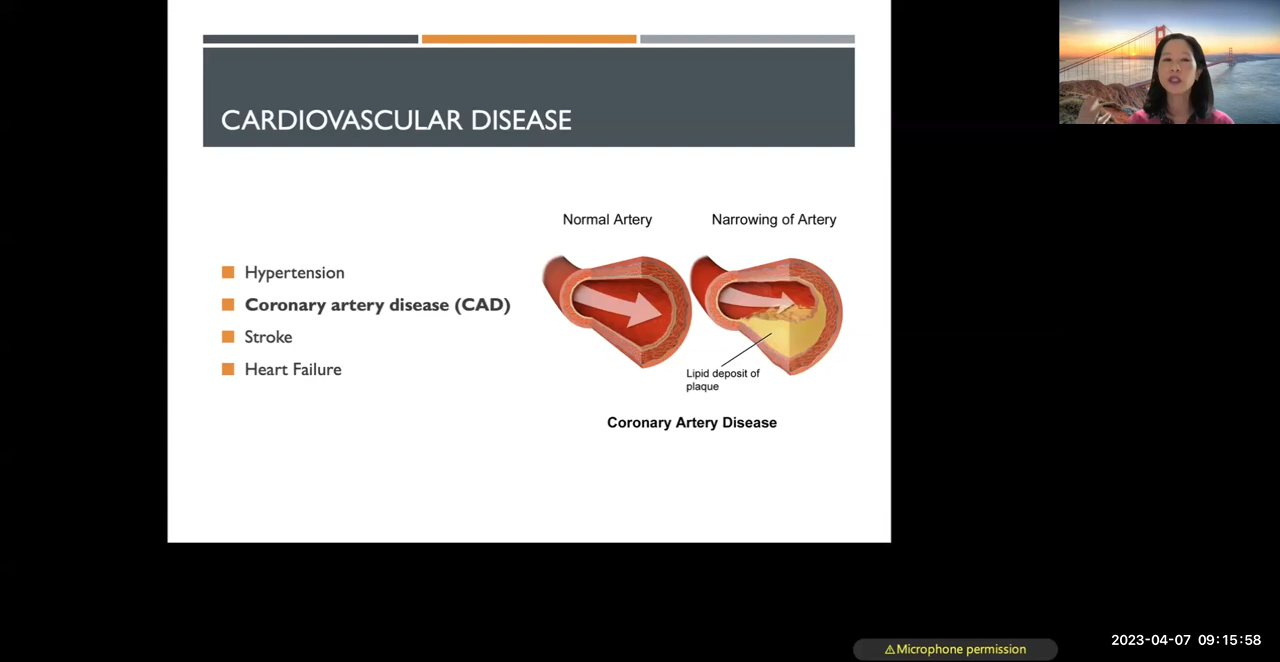 CARDIOVASCULAR DISEASE
Normal Artery
Narrowing of Artery
Hypertension
Coronary artery disease (CAD)
Stroke
Heart Failure
Lipid deposit of
plaque
Coronary Artery Disease
⚠Microphone permission
2023-04-07 09:15:58